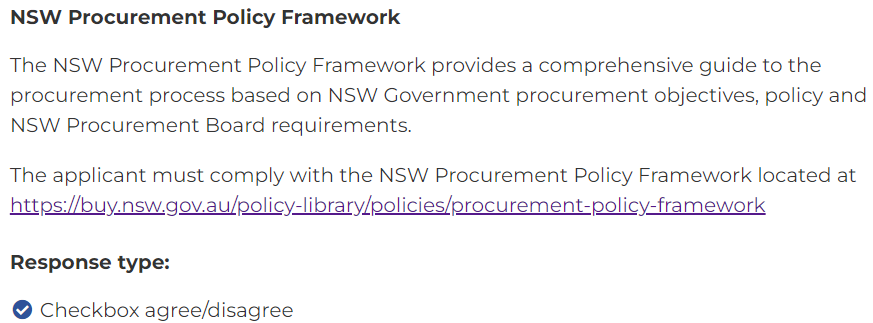 NSW Procurement Policy Framework
The NSW Procurement Policy Framework provides a comprehensive guide to the
procurement process based on NSW Government procurement objectives, policy and
NSW Procurement Board requirements.
The applicant must comply with the NSW Procurement Policy Framework located at
https://buy.nsw.gov.au/policy-library/policies/procurement-policy-framework
Response type:
Checkbox agree/disagree